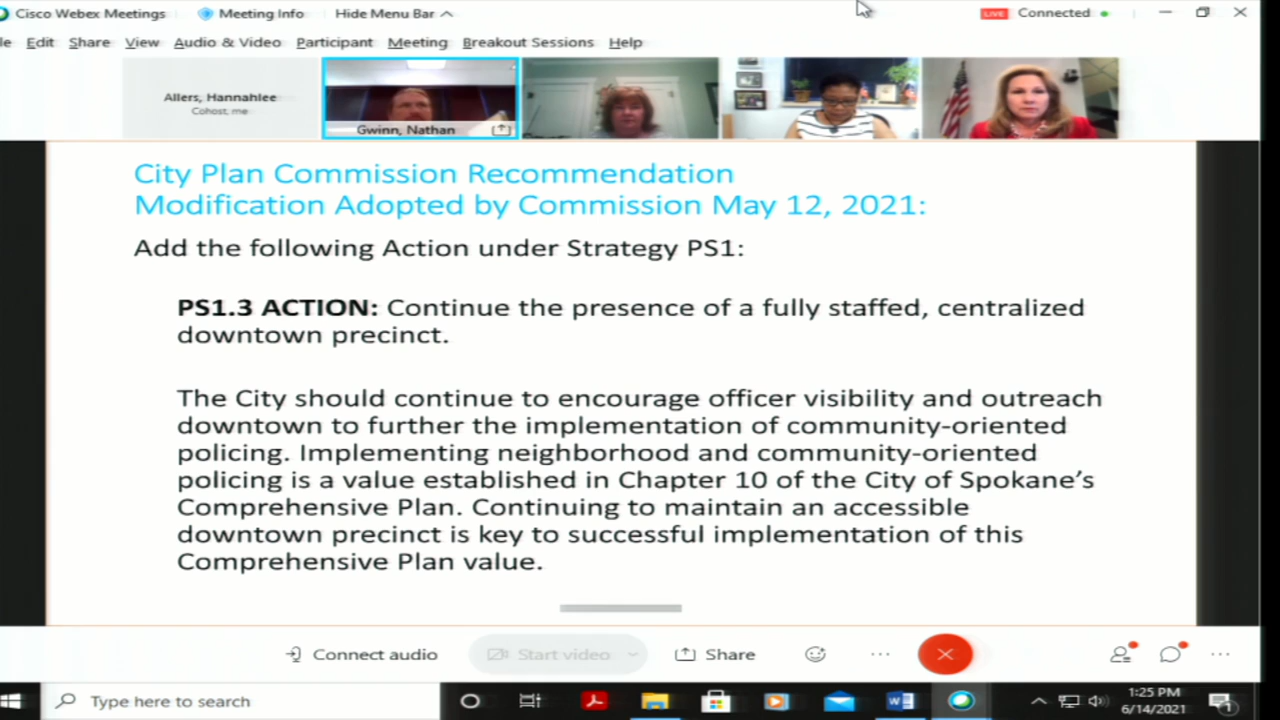 Cisco Webex Meetings Meeting Info Hide Menu Bar LIVE Connected
le Edit Share View Audio & Video Participant Meeting Breakout Sessions Help
Allers, Hannahlee
Cohost, me
Gwinn, Nathan
City Plan Commission Recommendation
Modification Adopted by Commission May 12, 2021:
Add the following Action under Strategy PS1:
PS1.3 ACTION: Continue the presence of a fully staffed, centralized
downtown precinct.
The City should continue to encourage officer visibility and outreach
downtown to further the implementation of community-oriented
policing. Implementing neighborhood and community-oriented
policing is a value established in Chapter 10 of the City of Spokane's
Comprehensive Plan. Continuing to maintain an accessible
downtown precinct is key to successful implementation of this
Comprehensive Plan value.
Connect audio Start video Share
Type here to search
1:25 PM
6/14/2021
1